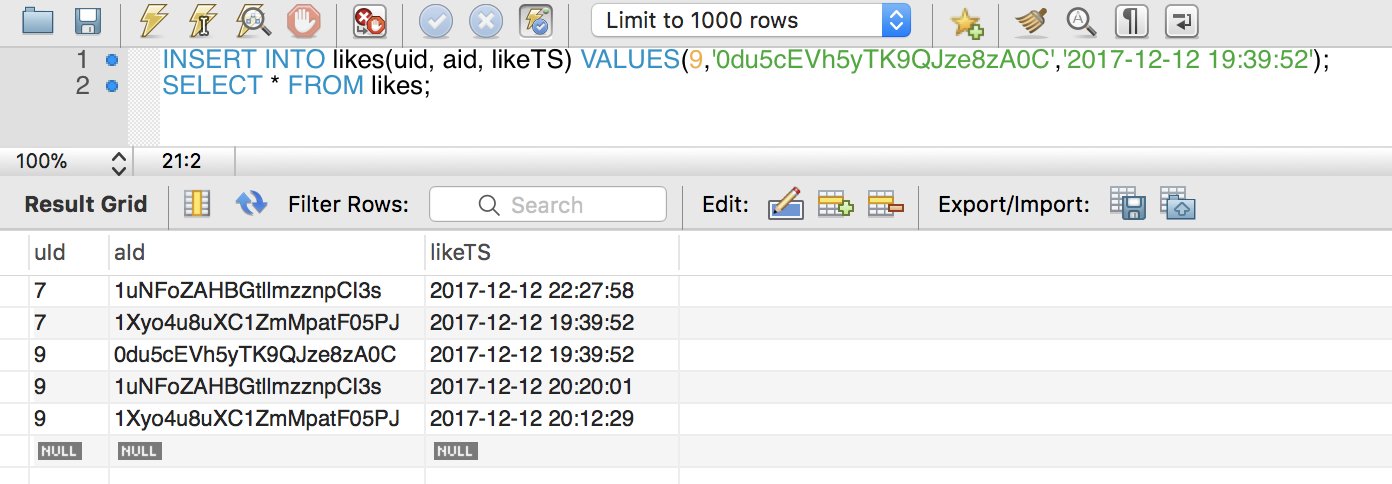 Limit to 1000 rows
1 INSERT INTO likes(uid, aid, likeTS) VALUES(9,'0du5cEVh5yTK9QJze8zA0C','2017-12-12 19:39:52');
2 SELECT * FROM likes;
100% 21:2
Result Grid Filter Rows: Search Edit: Export/Import:
uId aId likeTS
7 1uNFoZAHBGtllmzznpCI3s 2017-12-12 22:27:58
7 1Xyo4u8uXC1ZmMpatF05PJ 2017-12-12 19:39:52
9 0du5cEVh5yTK9QJze8zA0C 2017-12-12 19:39:52
9 1uNFoZAHBGtllmzznpCI3s 2017-12-12 20:20:01
9 1Xyo4u8uXC1ZmMpatF05PJ 2017-12-12 20:12:29
NULL NULL NULL